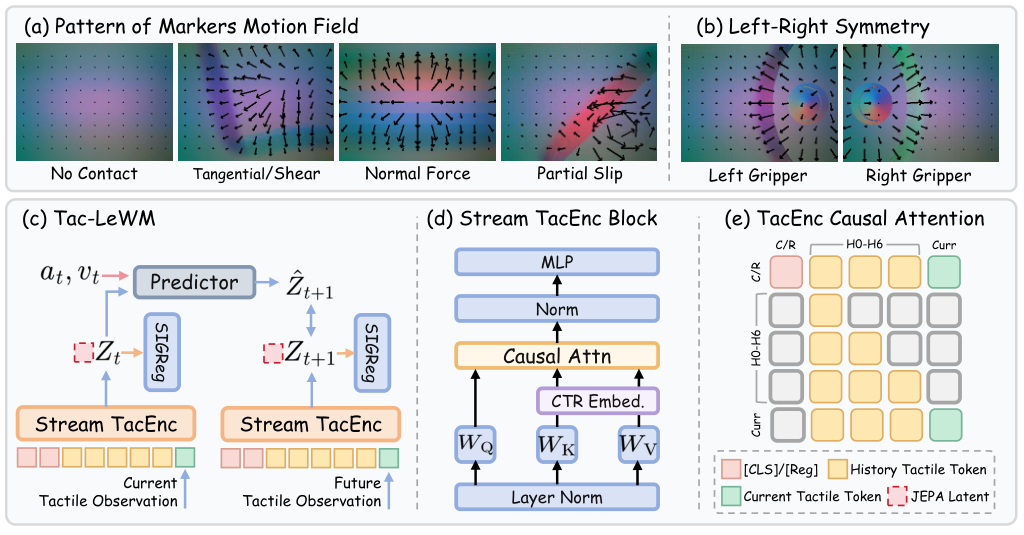 (a) Pattern of Markers Motion Field
No Contact
Tangential/Shear
Normal Force
Partial Slip
(b) Left-Right Symmetry
Left Gripper
Right Gripper
(c) Tac-LeWM
a_t, v_t
Predictor
Ẑ_{t+1}
Z_t
SIGReg
Z_{t+1}
SIGReg
Stream TacEnc
Stream TacEnc
Current
Tactile Observation
Future
Tactile Observation
(d) Stream TacEnc Block
MLP
Norm
Causal Attn
CTR Embed.
W_Q
W_K
W_V
Layer Norm
(e) TacEnc Causal Attention
C/R
H0-H6
Curr
C/R
H0-H6
Curr
[CLS]/[Reg]
History Tactile Token
Current Tactile Token
JEPA Latent